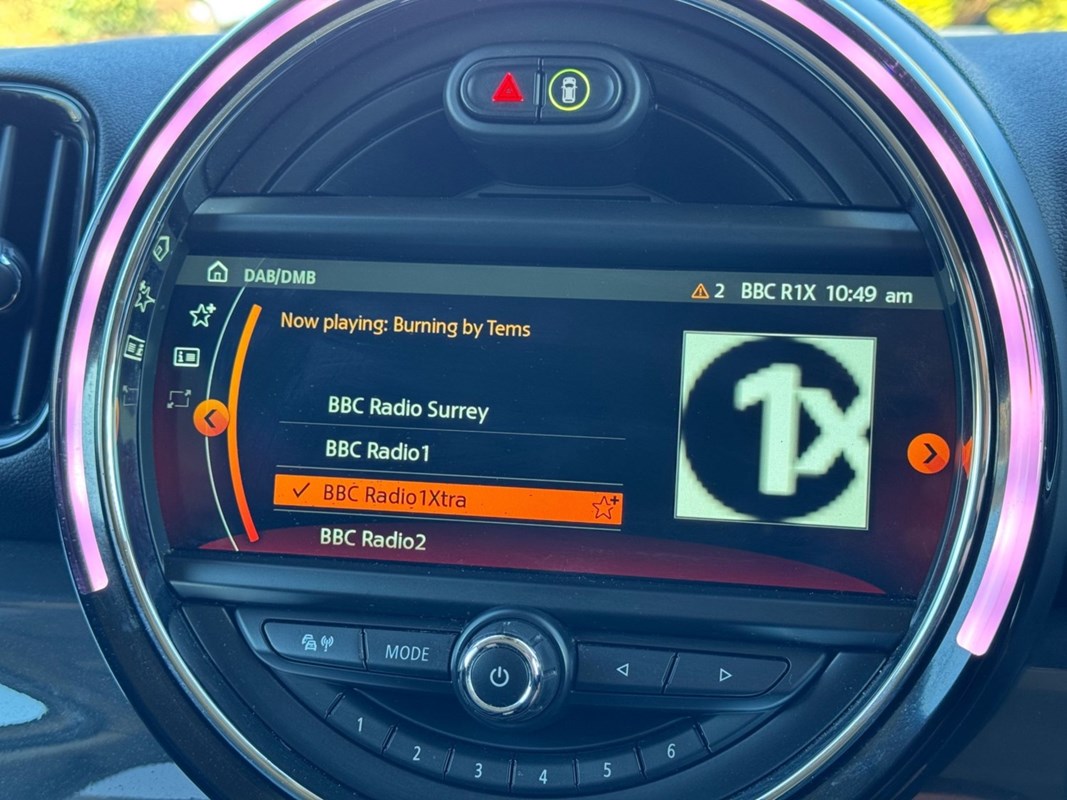 DAB/DMB
2 BBC R1X 10:49 am
Now playing: Burning by Tems
BBC Radio Surrey
BBC Radio1
BBC Radio1Xtra
BBC Radio2
1X
MODE
1
2
3
4
5
6